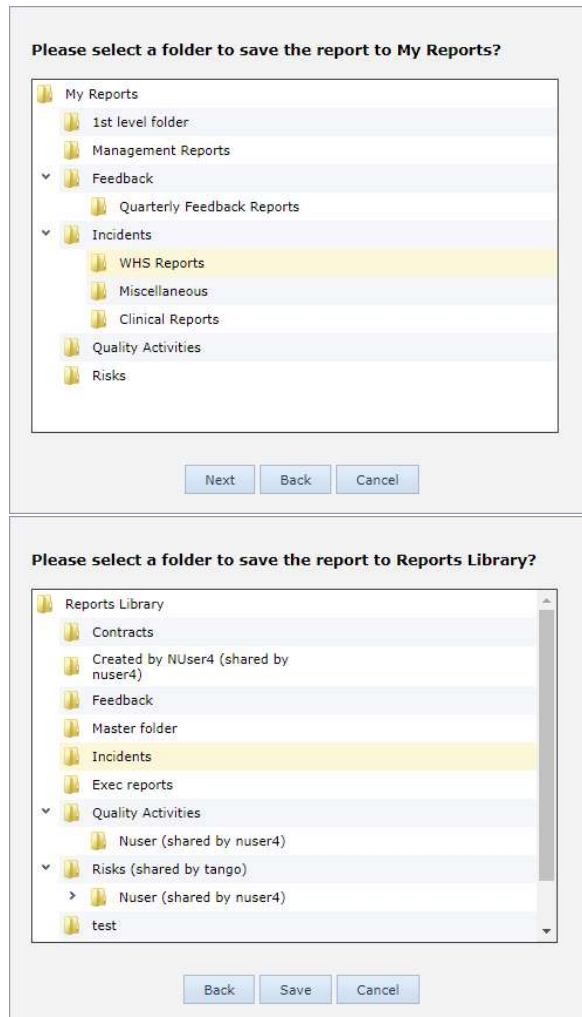 Please select a folder to save the report to My Reports?
My Reports
1st level folder
Management Reports
Feedback
Quarterly Feedback Reports
Incidents
WHS Reports
Miscellaneous
Clinical Reports
Quality Activities
Risks
Next Back Cancel
Please select a folder to save the report to Reports Library?
Reports Library
Contracts
Created by NUser4 (shared by
nuser4)
Feedback
Master folder
Incidents
Exec reports
Quality Activities
Nuser (shared by nuser4)
Risks (shared by tango)
Nuser (shared by nuser4)
test
Back Save Cancel